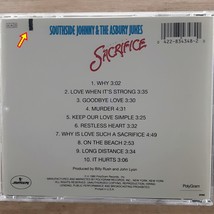 SOUTHSIDE JOHNNY & THE ASBURY JUKES
SACRIFICE
1. WHY 3:02
2. LOVE WHEN IT'S STRONG 3:35
3. GOODBYE LOVE 3:30
4. MURDER 4:31
5. KEEP OUR LOVE SIMPLE 3:25
6. RESTLESS HEART 3:32
7. WHY IS LOVE SUCH A SACRIFICE 4:49
8. ON THE BEACH 2:53
9. LONG DISTANCE 3:34
10. IT HURTS 3:06
Produced by Billy Rush and John Lyon
Mercury
PolyGram